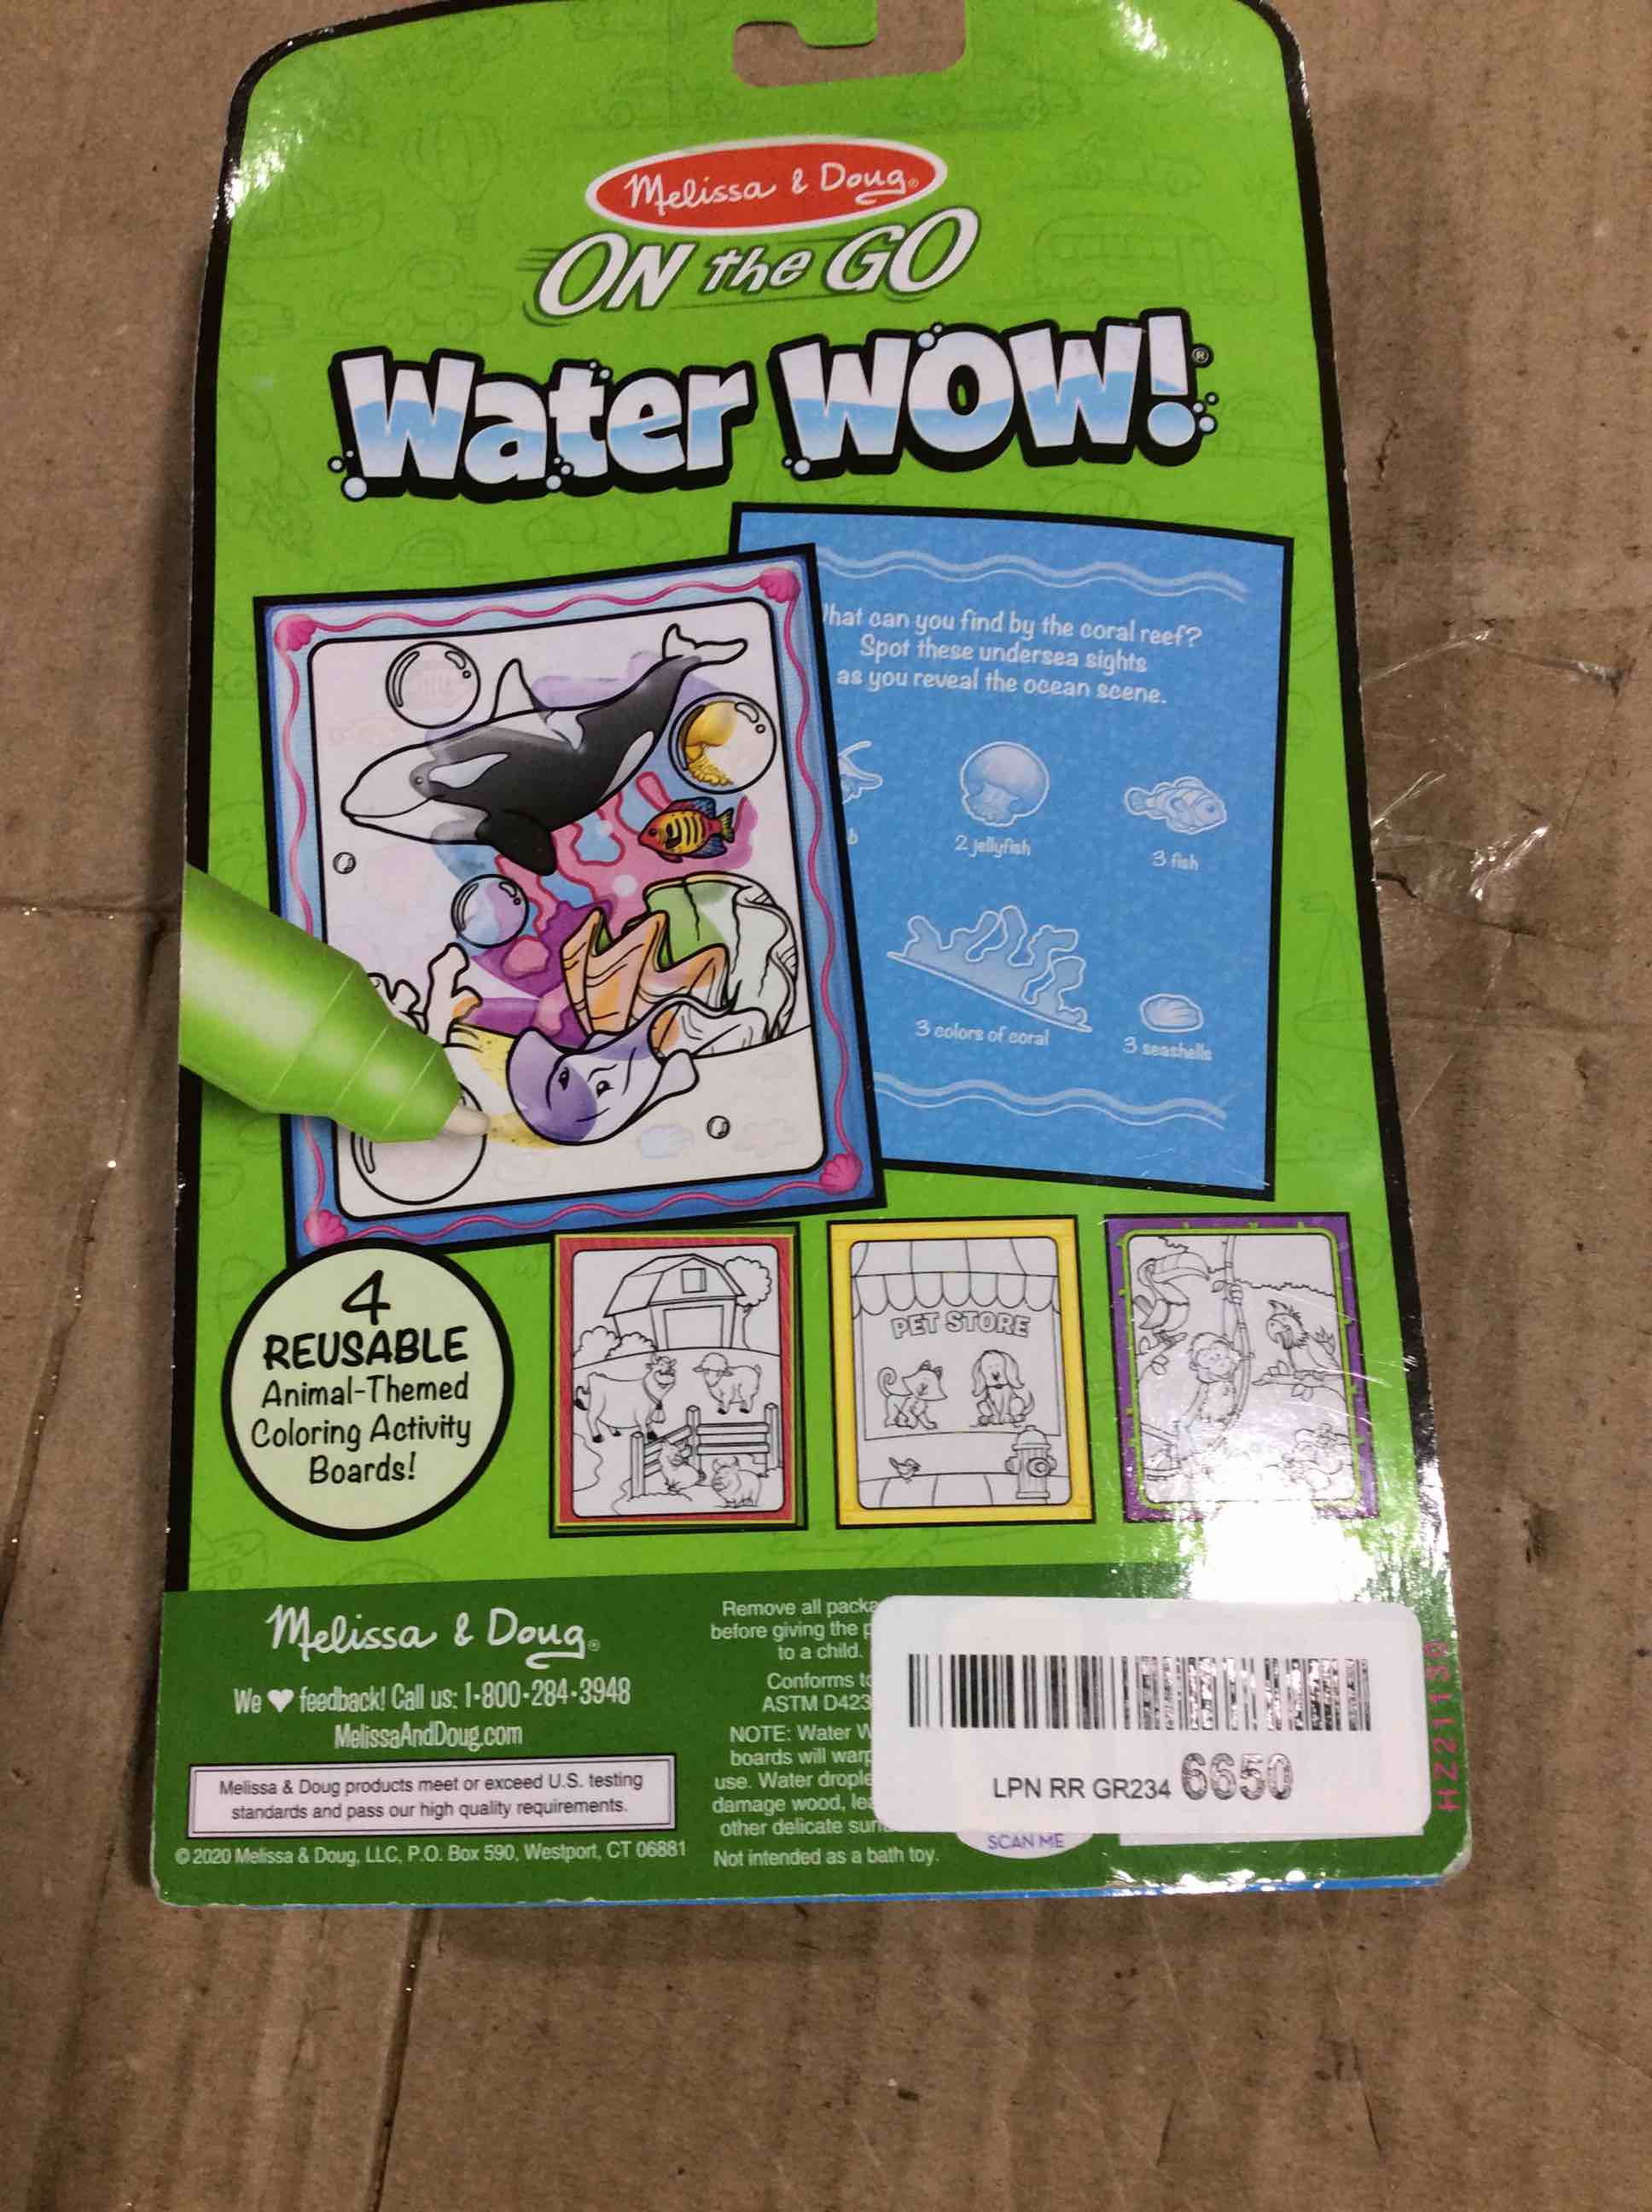 Melissa & Doug®
ON the GO
Water WOW!®
hat can you find by the coral reef?
Spot these undersea sights
as you reveal the ocean scene.
b
2 jellyfish
3 fish
3 colors of coral
3 seashells
4
REUSABLE
Animal-Themed
Coloring Activity
Boards!
PET STORE
Melissa & Doug®
We ♥ feedback! Call us: 1-800-284-3948
MelissaAndDoug.com
Melissa & Doug products meet or exceed U.S. testing
standards and pass our high quality requirements.
© 2020 Melissa & Doug, LLC, P.O. Box 590, Westport, CT 06881
Remove all packa
before giving the p
to a child.
Conforms to
ASTM D423
NOTE: Water W
boards will warp
use. Water drople
damage wood, lea
other delicate surf
Not intended as a bath toy.
SCAN ME
LPN RR GR234 6650